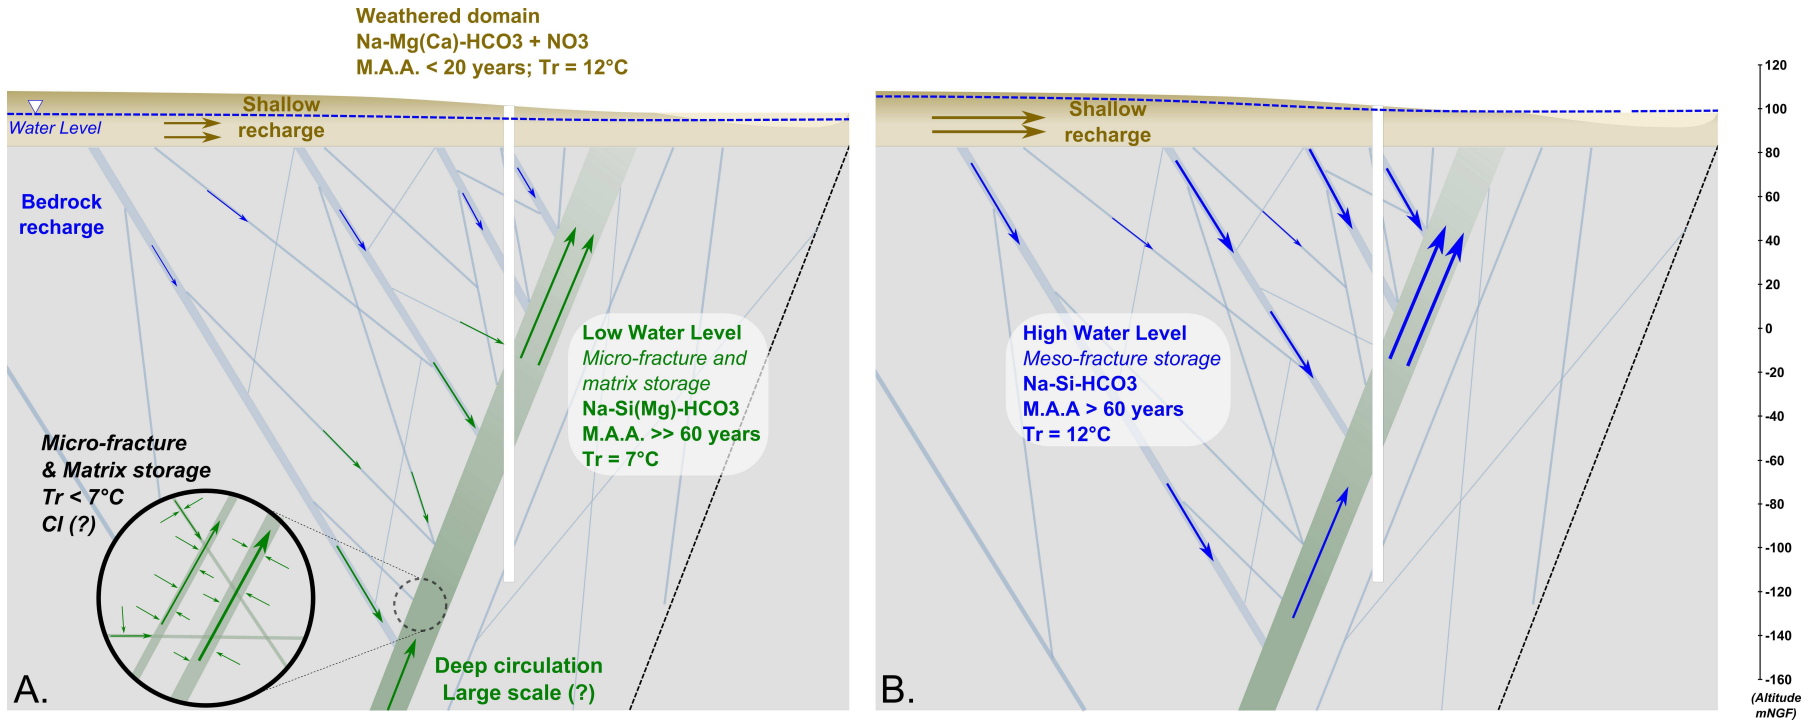 Weathered domain
Na-Mg(Ca)-HCO3 + NO3
M.A.A. < 20 years; Tr = 12°C
Shallow
recharge
Water Level
Bedrock
recharge
Low Water Level
Micro-fracture and
matrix storage
Na-Si(Mg)-HCO3
M.A.A. >> 60 years
Tr = 7°C
Micro-fracture
& Matrix storage
Tr < 7°C
Cl (?)
Deep circulation
Large scale (?)
A.
Shallow
recharge
High Water Level
Meso-fracture storage
Na-Si-HCO3
M.A.A > 60 years
Tr = 12°C
B.
120
100
80
60
40
20
0
-20
-40
-60
-80
-100
-120
-140
-160
(Altitude
mNGF)